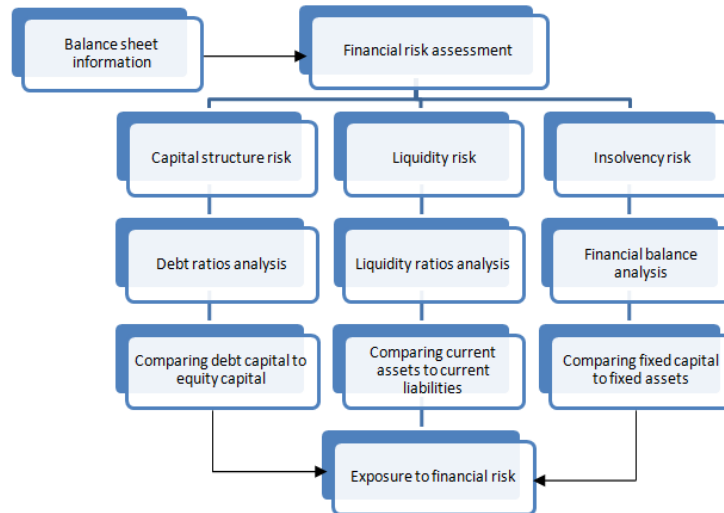 Balance sheet
information
Financial risk assessment
Capital structure risk
Liquidity risk
Insolvency risk
Debt ratios analysis
Liquidity ratios analysis
Financial balance
analysis
Comparing debt capital to
equity capital
Comparing current
assets to current
liabilities
Comparing fixed capital
to fixed assets
Exposure to financial risk